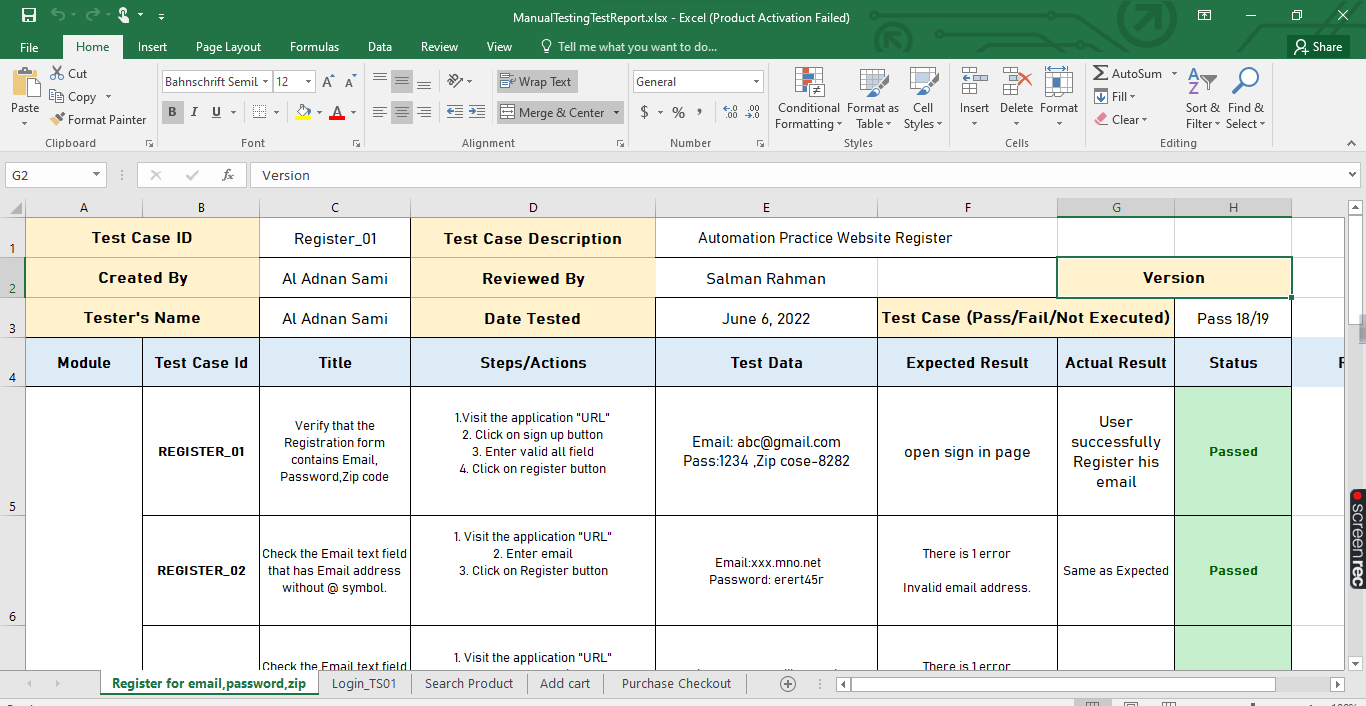 ManualTestingTestReport.xlsx - Excel (Product Activation Failed)
File Home Insert Page Layout Formulas Data Review View Tell me what you want to do... Share
Paste
Cut
Copy
Format Painter
Clipboard
Bahnschrift Semil 12
B I U
Font
Wrap Text
Merge & Center
Alignment
General
$ % ,
Number
Conditional Formatting
Format as Table
Cell Styles
Styles
Insert Delete Format
Cells
AutoSum
Fill
Clear
Sort & Filter
Find & Select
Editing
G2 fx Version
A B C D E F G H
1 Test Case ID Register_01 Test Case Description Automation Practice Website Register
2 Created By Al Adnan Sami Reviewed By Salman Rahman Version
3 Tester's Name Al Adnan Sami Date Tested June 6, 2022 Test Case (Pass/Fail/Not Executed) Pass 18/19
4 Module Test Case Id Title Steps/Actions Test Data Expected Result Actual Result Status
5
REGISTER_01
Verify that the
Registration form
contains Email,
Password,Zip code
1.Visit the application "URL"
2. Click on sign up button
3. Enter valid all field
4. Click on register button
Email: abc@gmail.com
Pass:1234 ,Zip cose-8282
open sign in page
User
successfully
Register his
email
Passed
6
REGISTER_02
Check the Email text field
that has Email address
without @ symbol.
1. Visit the application "URL"
2. Enter email
3. Click on Register button
Email:xxx.mno.net
Password: erert45r
There is 1 error
Invalid email address.
Same as Expected
Passed
Check the Email text field
1. Visit the application "URL"
There is 1 error
Register for email,password,zip Login_TS01 Search Product Add cart Purchase Checkout
screenrec